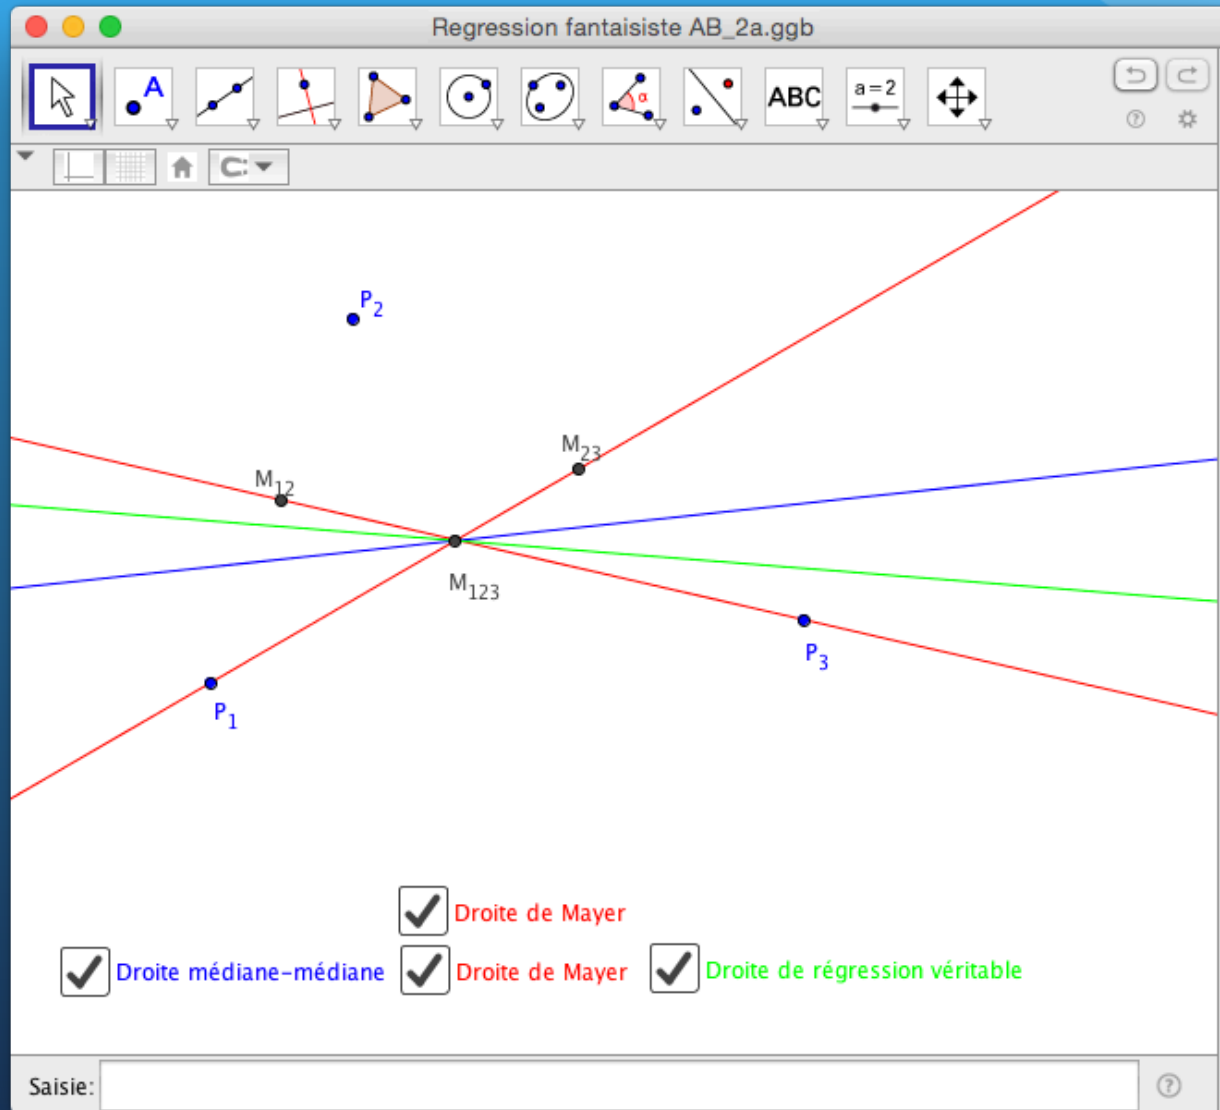 Regression fantaisiste AB_2a.ggb
A
α
ABC
a=2
P2
M23
M12
M123
P3
P1
Droite de Mayer
Droite médiane-médiane
Droite de Mayer
Droite de régression véritable
Saisie: